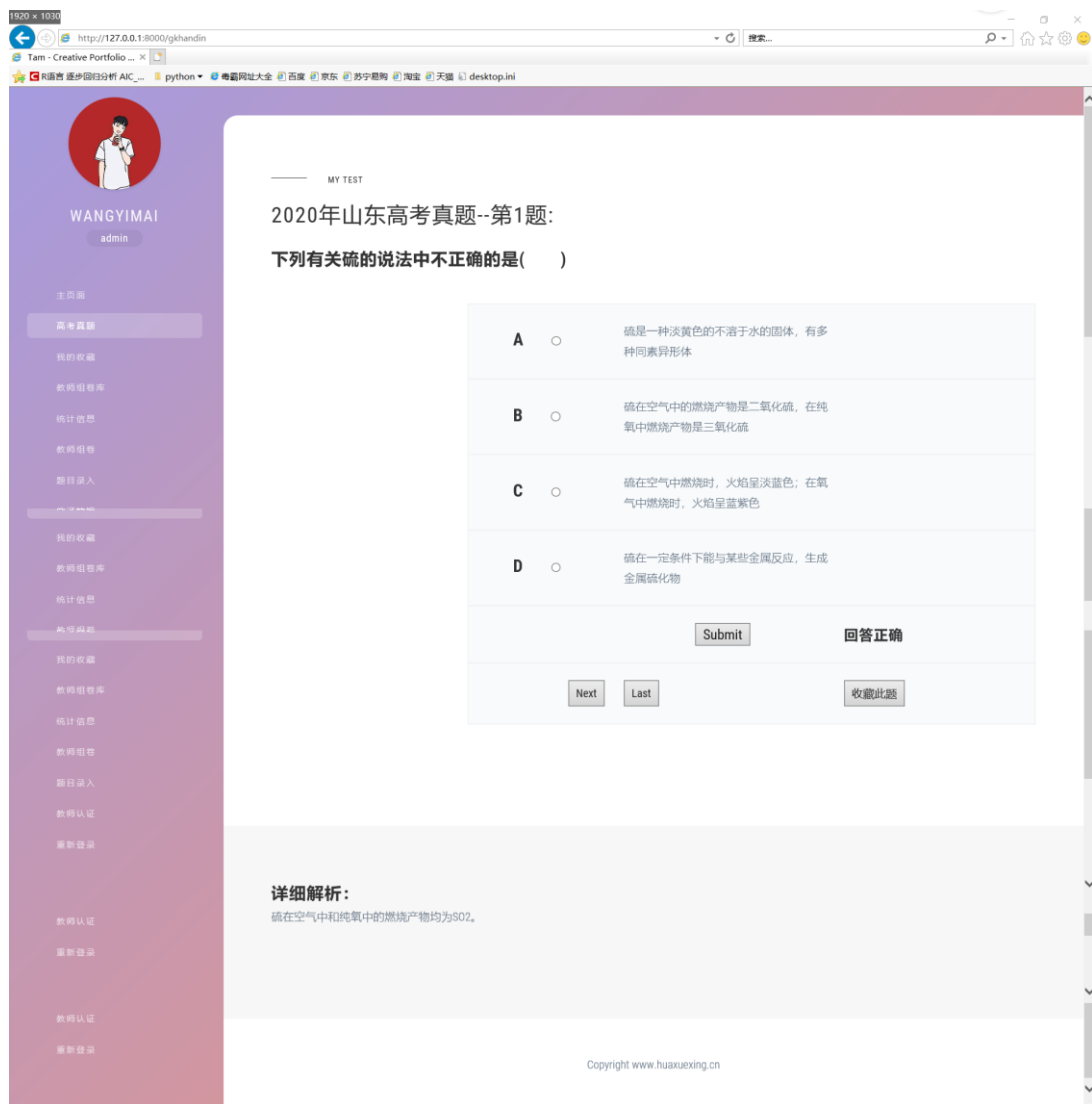 1920 × 1030
http://127.0.0.1:8000/gkhandin
搜索...
Tam - Creative Portfolio ...
R语言 逐步回归分析 AIC_...
python
毒霸网址大全
百度
京东
苏宁易购
淘宝
天猫
desktop.ini
WANGYIMAI
admin
主页面
高考真题
我的收藏
教师组卷库
统计信息
教师组卷
题目录入
我的收藏
教师组卷库
统计信息
我的收藏
教师组卷库
统计信息
教师组卷
题目录入
教师认证
重新登录
教师认证
重新登录
教师认证
重新登录
MY TEST
2020年山东高考真题--第1题:
下列有关硫的说法中不正确的是( )
A
硫是一种淡黄色的不溶于水的固体，有多
种同素异形体
B
硫在空气中的燃烧产物是二氧化硫，在纯
氧中燃烧产物是三氧化硫
C
硫在空气中燃烧时，火焰呈淡蓝色；在氧
气中燃烧时，火焰呈蓝紫色
D
硫在一定条件下能与某些金属反应，生成
金属硫化物
Submit
回答正确
Next
Last
收藏此题
详细解析：
硫在空气中和纯氧中的燃烧产物均为SO2。
Copyright www.huaxuexing.cn